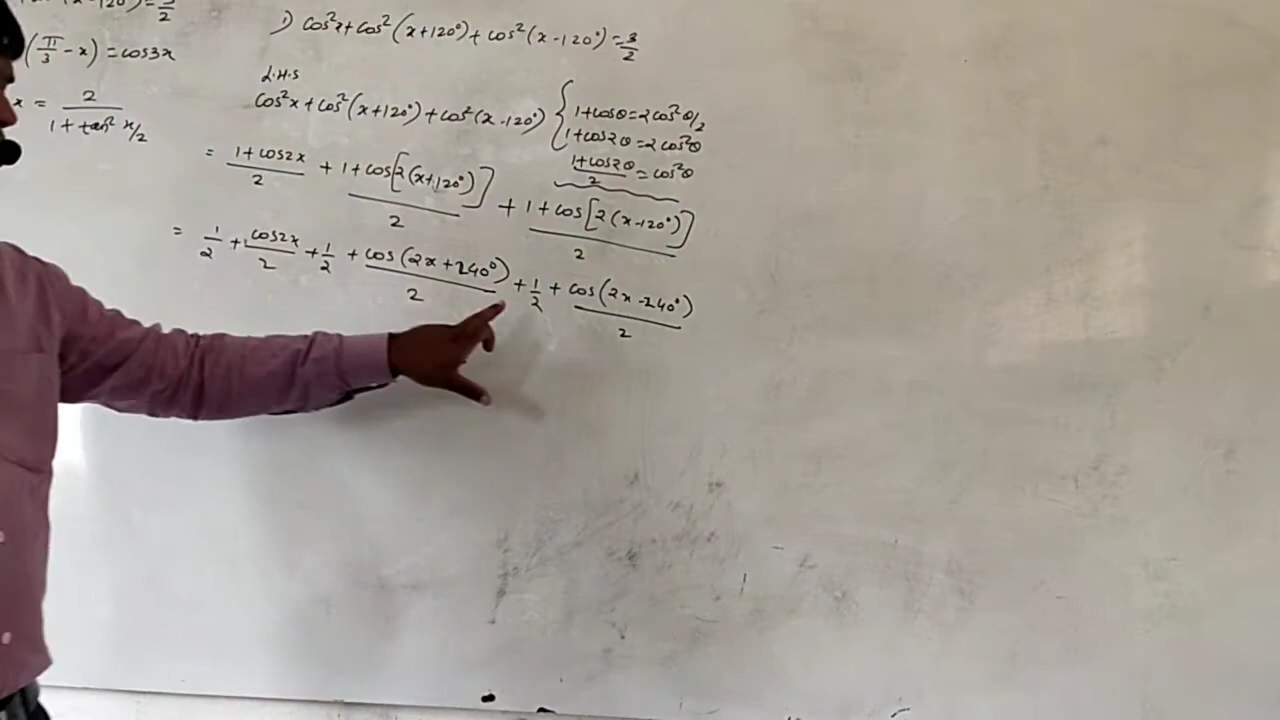 = 3/2
(π/3 - x) = cos3x
x = 2/(1 + tan² x/2)
1) cos²x + cos²(x+120°) + cos²(x-120°) = 3/2
L.H.S
cos²x + cos²(x+120°) + cos²(x-120°) {
1+cosθ = 2cos²θ/2
1+cos2θ = 2cos²θ
(1+cos2θ)/2 = cos²θ
= (1+cos2x)/2 + (1+cos[2(x+120°)])/2 + (1+cos[2(x-120°)])/2
= 1/2 + cos2x/2 + 1/2 + cos(2x+240°)/2 + 1/2 + cos(2x-240°)/2